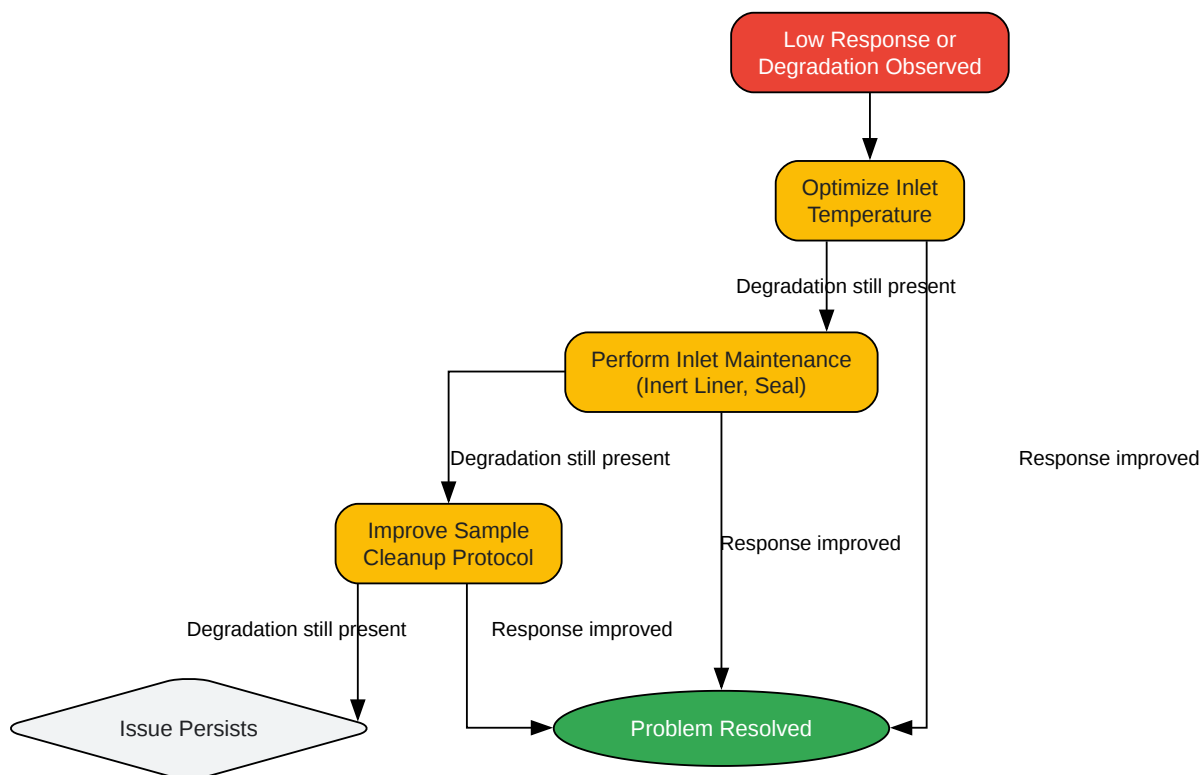 Low Response or
Degradation Observed
Optimize Inlet
Temperature
Degradation still present
Perform Inlet Maintenance
(Inert Liner, Seal)
Degradation still present
Response improved
Improve Sample
Cleanup Protocol
Response improved
Degradation still present
Response improved
Issue Persists
Problem Resolved